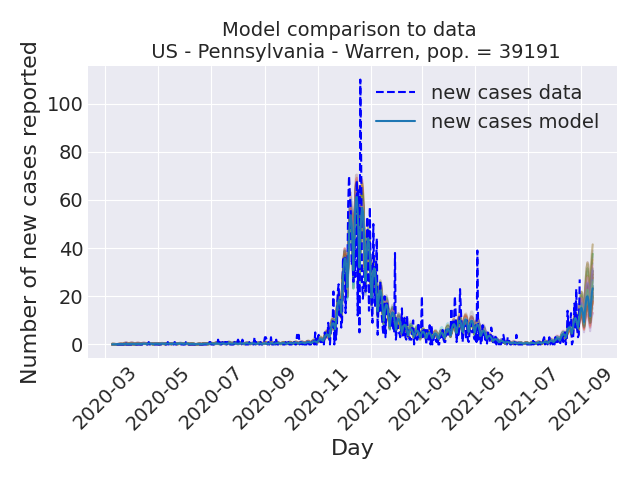 Model comparison to data
US - Pennsylvania - Warren, pop. = 39191
Number of new cases reported
100
80
60
40
20
0
new cases data
new cases model
2020-03
2020-05
2020-07
2020-09
2020-11
2021-01
2021-03
2021-05
2021-07
2021-09
Day